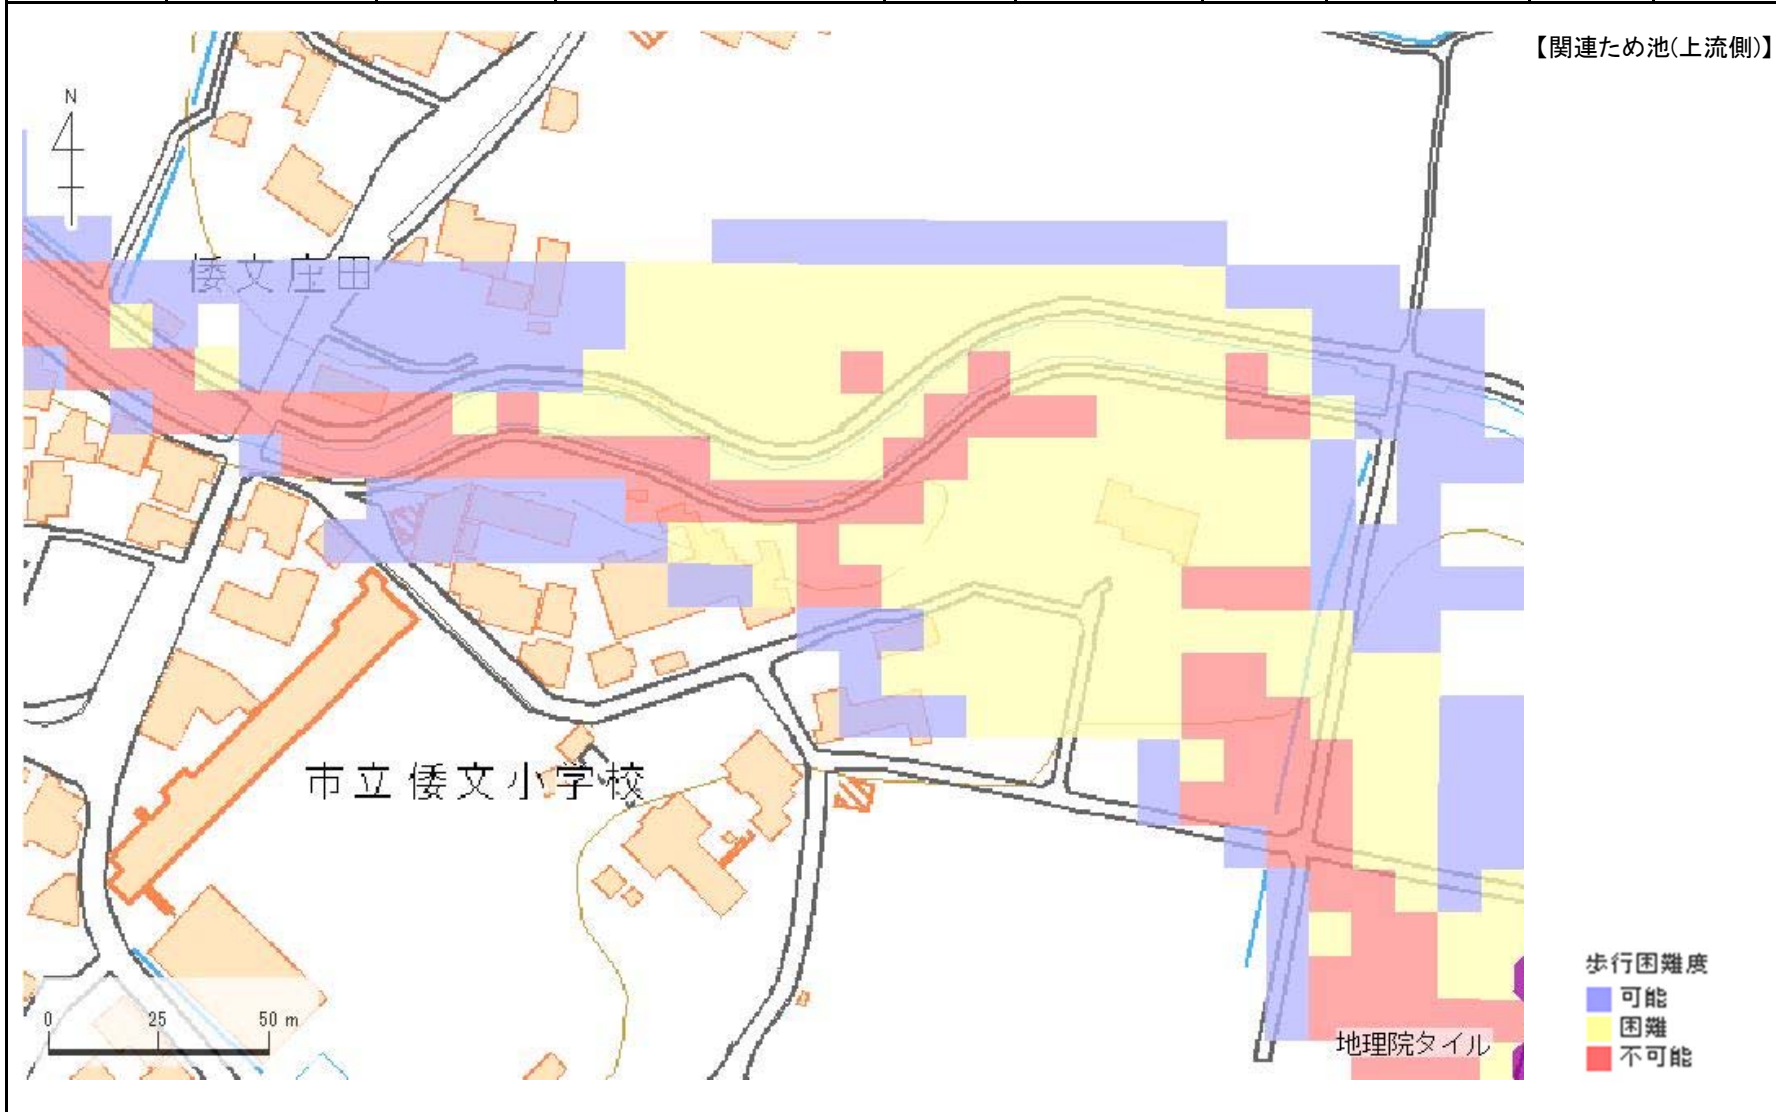 【関連ため池(上流側)】
N
倭文庄田
市立倭文小学校
0 25 50 m
地理院タイル
歩行困難度
可能
困難
不可能